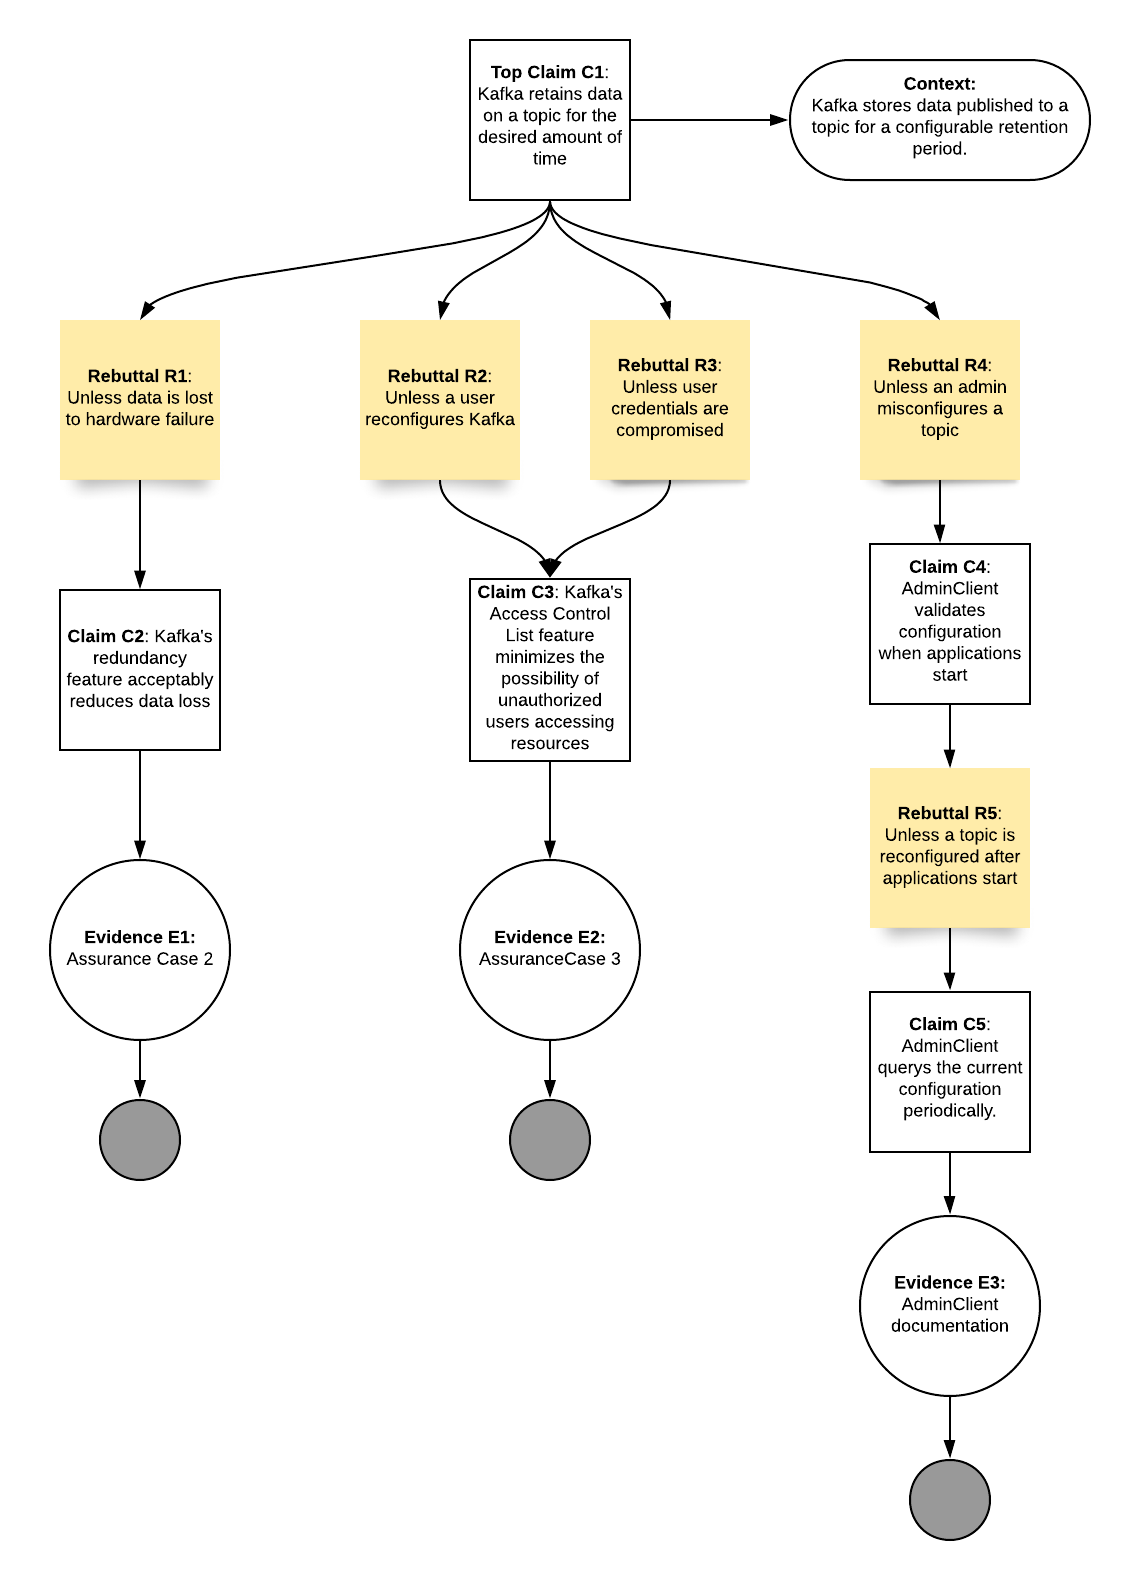 Top Claim C1:
Kafka retains data
on a topic for the
desired amount of
time
Context:
Kafka stores data published to a
topic for a configurable retention
period.
Rebuttal R1:
Unless data is lost
to hardware failure
Rebuttal R2:
Unless a user
reconfigures Kafka
Rebuttal R3:
Unless user
credentials are
compromised
Rebuttal R4:
Unless an admin
misconfigures a
topic
Claim C2: Kafka's
redundancy
feature acceptably
reduces data loss
Claim C3: Kafka's
Access Control
List feature
minimizes the
possibility of
unauthorized
users accessing
resources
Claim C4:
AdminClient
validates
configuration
when applications
start
Rebuttal R5:
Unless a topic is
reconfigured after
applications start
Evidence E1:
Assurance Case 2
Evidence E2:
AssuranceCase 3
Claim C5:
AdminClient
querys the current
configuration
periodically.
Evidence E3:
AdminClient
documentation